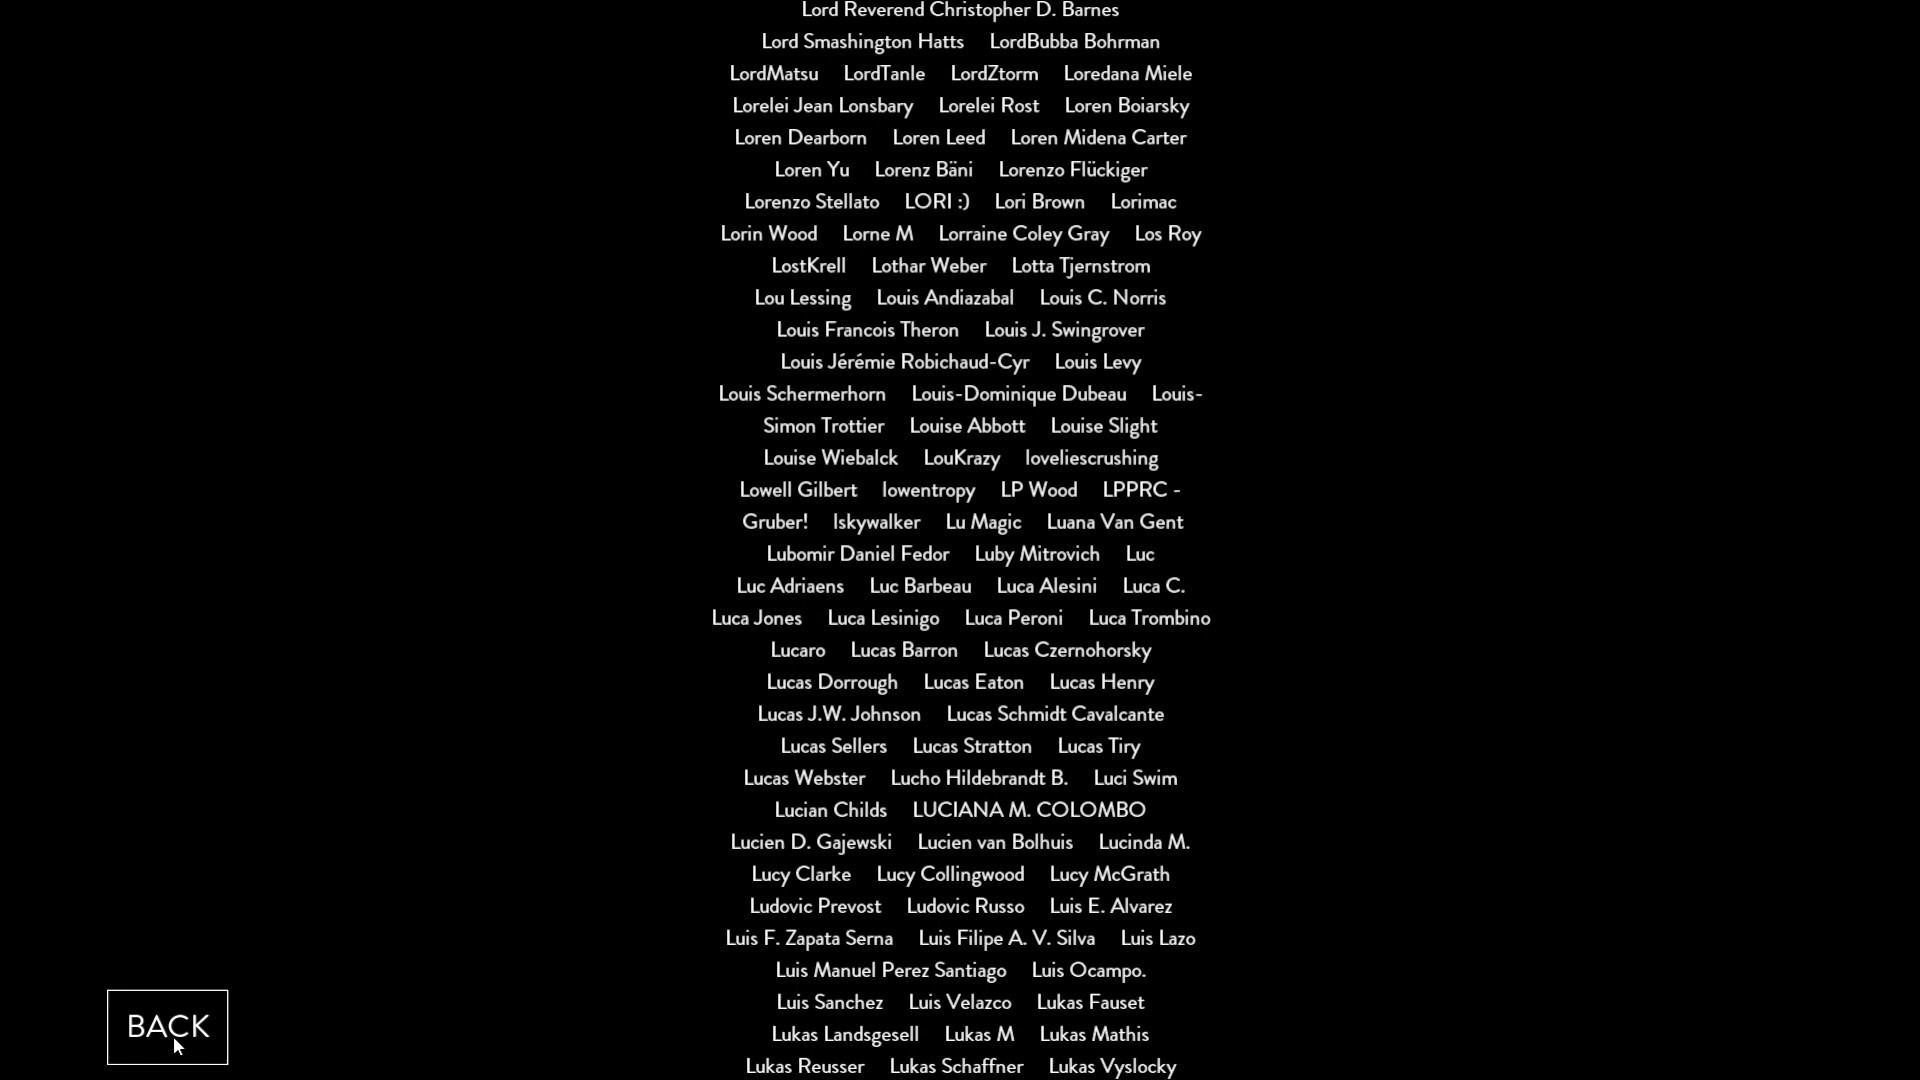 Lord Reverend Christopher D. Barnes
Lord Smashington Hatts LordBubba Bohrman
LordMatsu LordTanle LordZtorm Loredana Miele
Lorelei Jean Lonsbary Lorelei Rost Loren Boiarsky
Loren Dearborn Loren Leed Loren Midena Carter
Loren Yu Lorenz Bäni Lorenzo Flückiger
Lorenzo Stellato LORI :) Lori Brown Lorimac
Lorin Wood Lorne M Lorraine Coley Gray Los Roy
LostKrell Lothar Weber Lotta Tjernstrom
Lou Lessing Louis Andiazabal Louis C. Norris
Louis Francois Theron Louis J. Swingrover
Louis Jérémie Robichaud-Cyr Louis Levy
Louis Schermerhorn Louis-Dominique Dubeau Louis-
Simon Trottier Louise Abbott Louise Slight
Louise Wiebalck LouKrazy loveliescrushing
Lowell Gilbert lowentropy LP Wood LPPRC -
Gruber! lskywalker Lu Magic Luana Van Gent
Lubomir Daniel Fedor Luby Mitrovich Luc
Luc Adriaens Luc Barbeau Luca Alesini Luca C.
Luca Jones Luca Lesinigo Luca Peroni Luca Trombino
Lucaro Lucas Barron Lucas Czernohorsky
Lucas Dorrough Lucas Eaton Lucas Henry
Lucas J.W. Johnson Lucas Schmidt Cavalcante
Lucas Sellers Lucas Stratton Lucas Tiry
Lucas Webster Lucho Hildebrandt B. Luci Swim
Lucian Childs LUCIANA M. COLOMBO
Lucien D. Gajewski Lucien van Bolhuis Lucinda M.
Lucy Clarke Lucy Collingwood Lucy McGrath
Ludovic Prevost Ludovic Russo Luis E. Alvarez
Luis F. Zapata Serna Luis Filipe A. V. Silva Luis Lazo
Luis Manuel Perez Santiago Luis Ocampo.
Luis Sanchez Luis Velazco Lukas Fauset
Lukas Landsgesell Lukas M Lukas Mathis
Lukas Reusser Lukas Schaffner Lukas Vyslocky
BACK